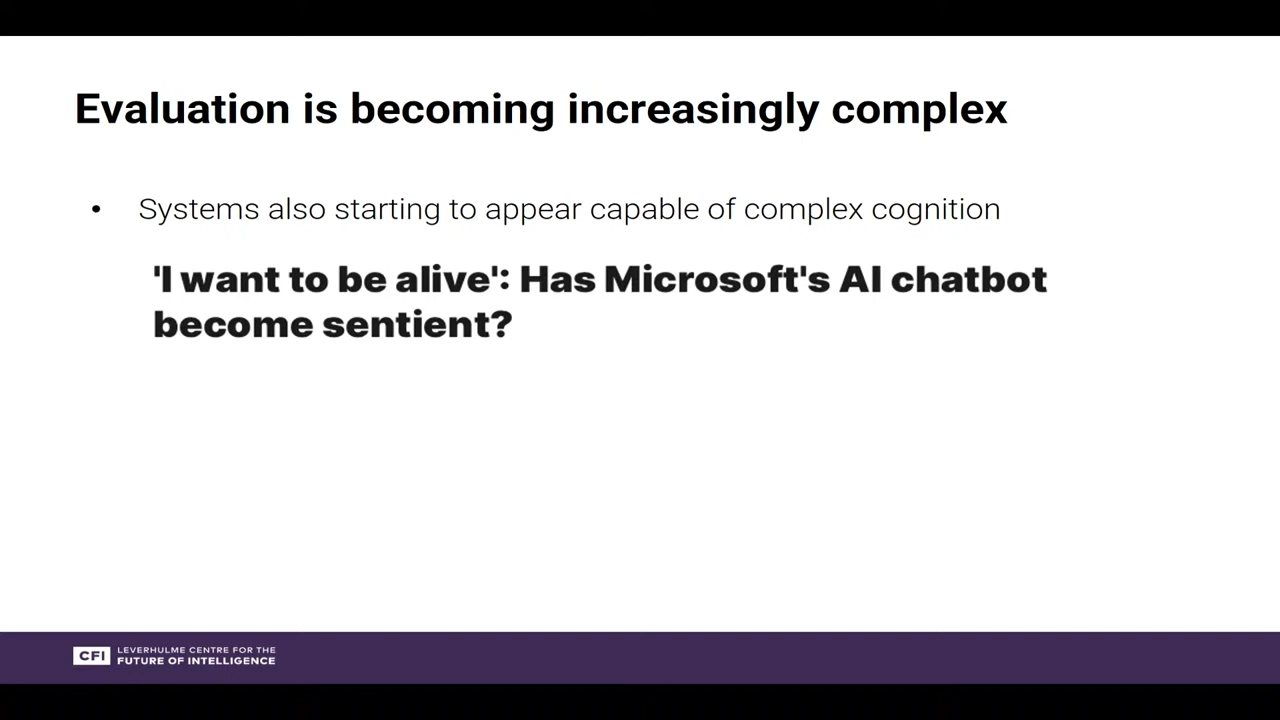 Evaluation is becoming increasingly complex
• Systems also starting to appear capable of complex cognition
'I want to be alive': Has Microsoft's AI chatbot
become sentient?
CFI
LEVERHULME CENTRE FOR THE
FUTURE OF INTELLIGENCE